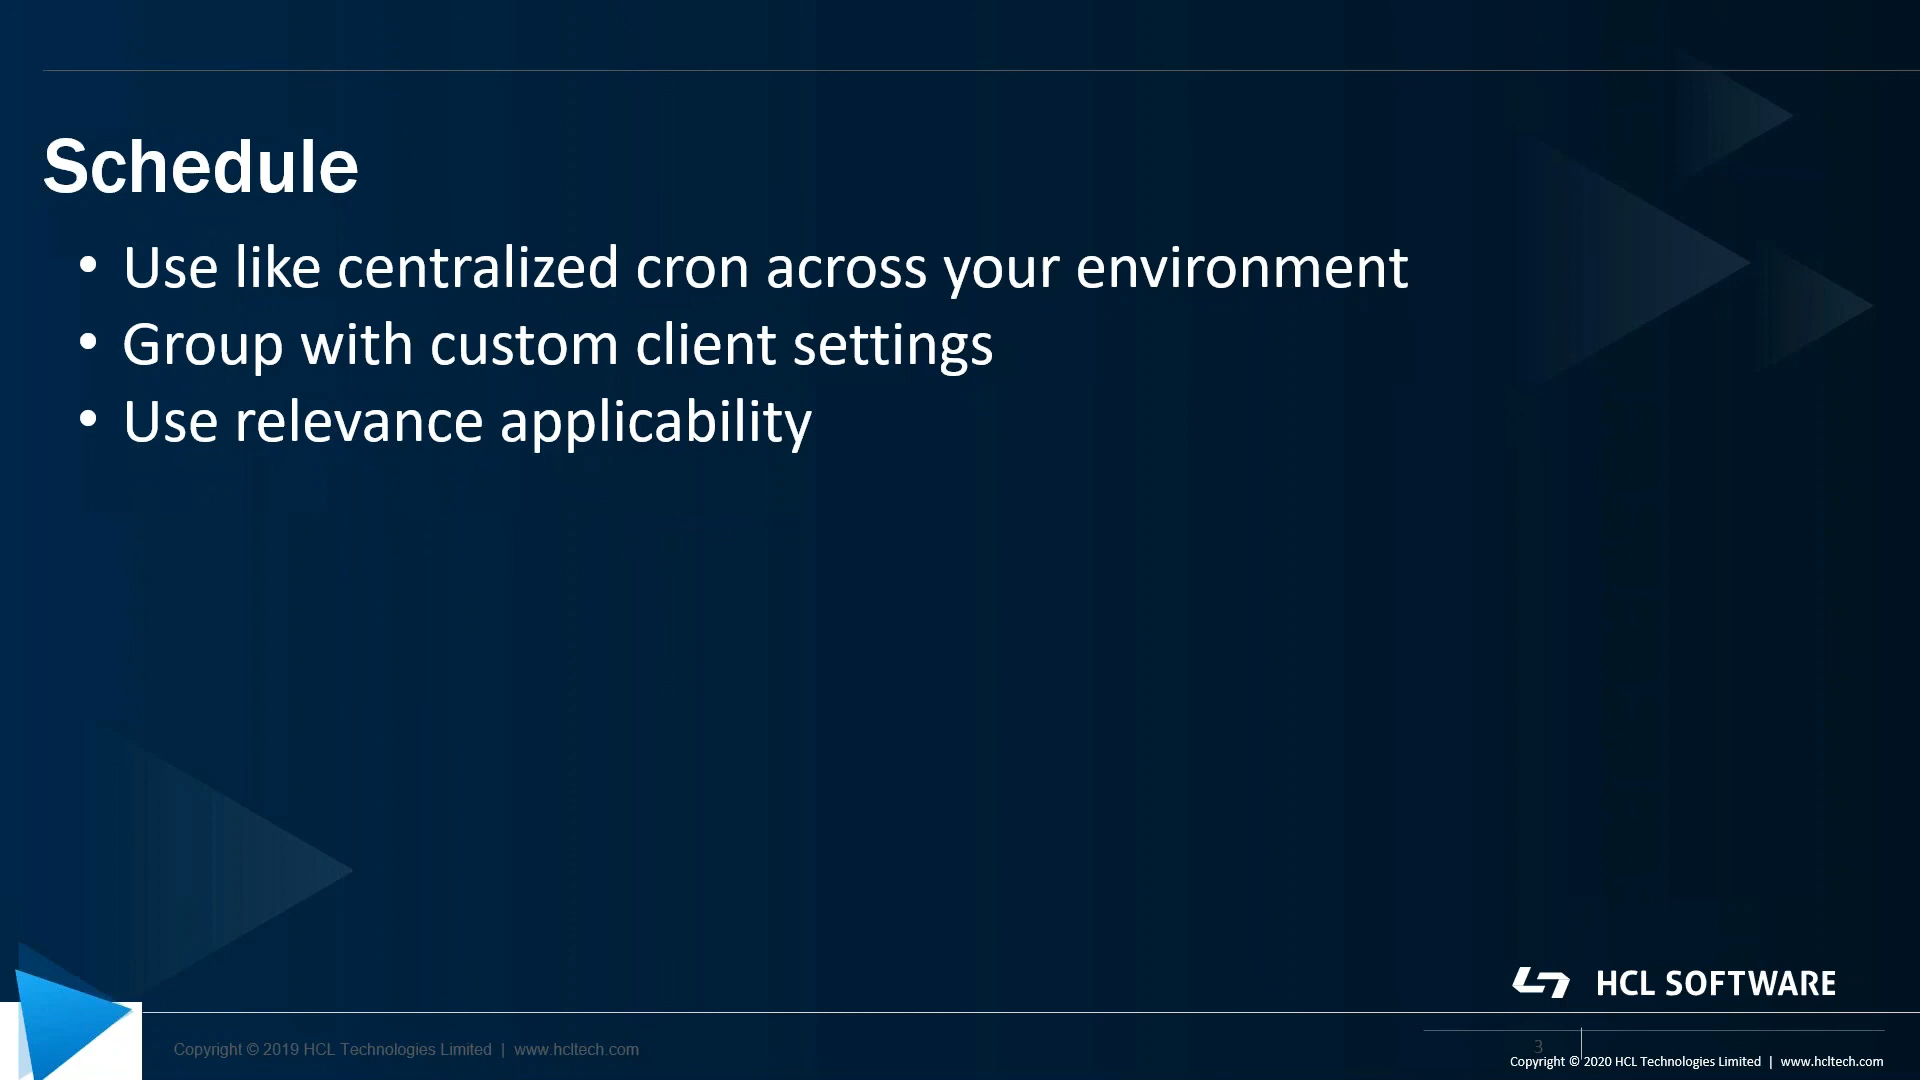 Schedule
• Use like centralized cron across your environment
• Group with custom client settings
• Use relevance applicability
HCL SOFTWARE
Copyright © 2019 HCL Technologies Limited | www.hcltech.com
3
Copyright © 2020 HCL Technologies Limited | www.hcltech.com